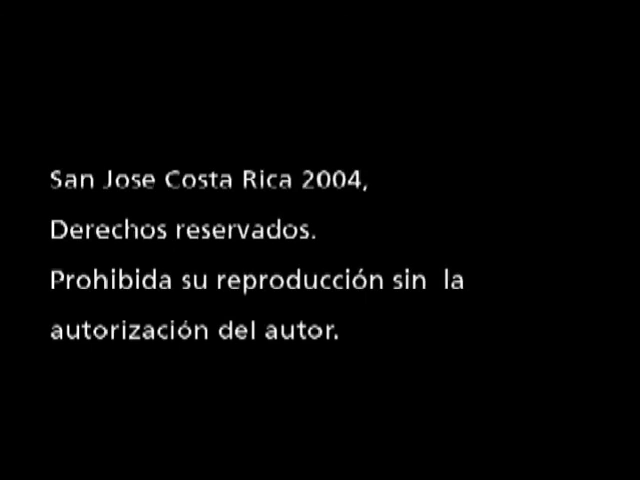 San Jose Costa Rica 2004,
Derechos reservados.
Prohibida su reproducción sin  la
autorización del autor.